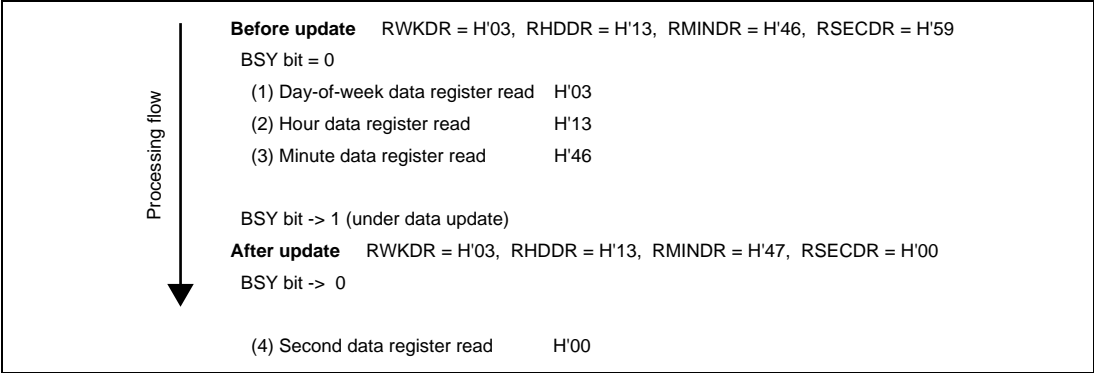 Before update RWKDR = H'03, RHDDR = H'13, RMINDR = H'46, RSECDR = H'59
BSY bit = 0
(1) Day-of-week data register read H'03
(2) Hour data register read H'13
(3) Minute data register read H'46
Processing flow
BSY bit -> 1 (under data update)
After update RWKDR = H'03, RHDDR = H'13, RMINDR = H'47, RSECDR = H'00
BSY bit -> 0
(4) Second data register read H'00